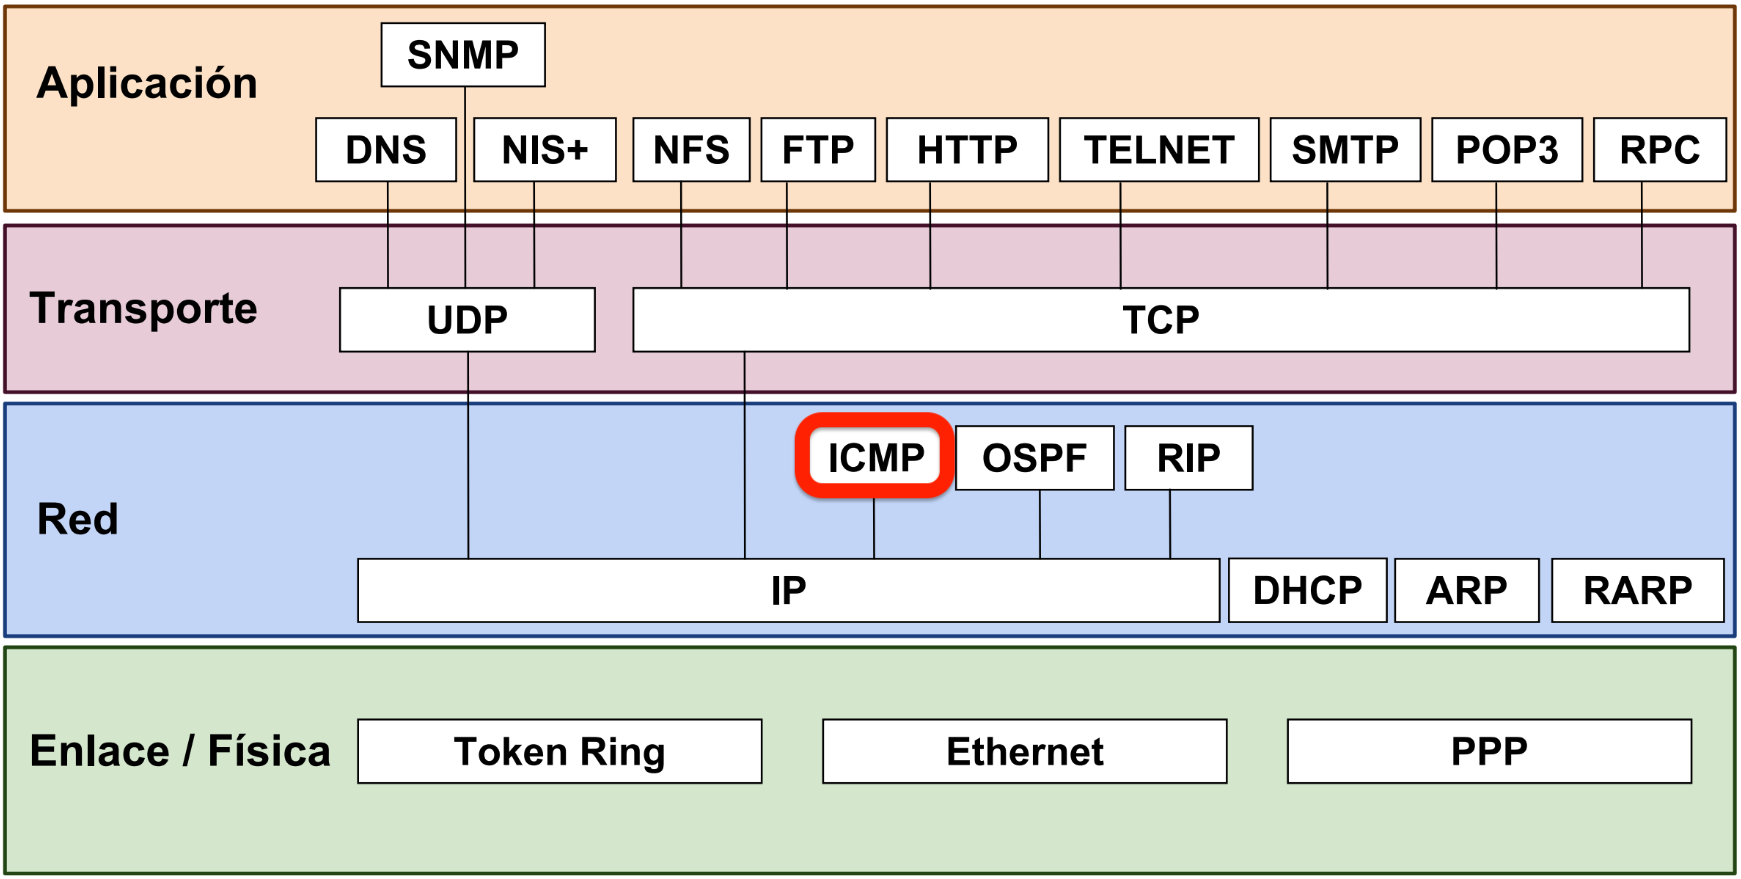 SNMP
Aplicación
DNS NIS+ NFS FTP HTTP TELNET SMTP POP3 RPC
Transporte UDP TCP
ICMP OSPF RIP
Red
IP DHCP ARP RARP
Enlace / Física Token Ring Ethernet PPP